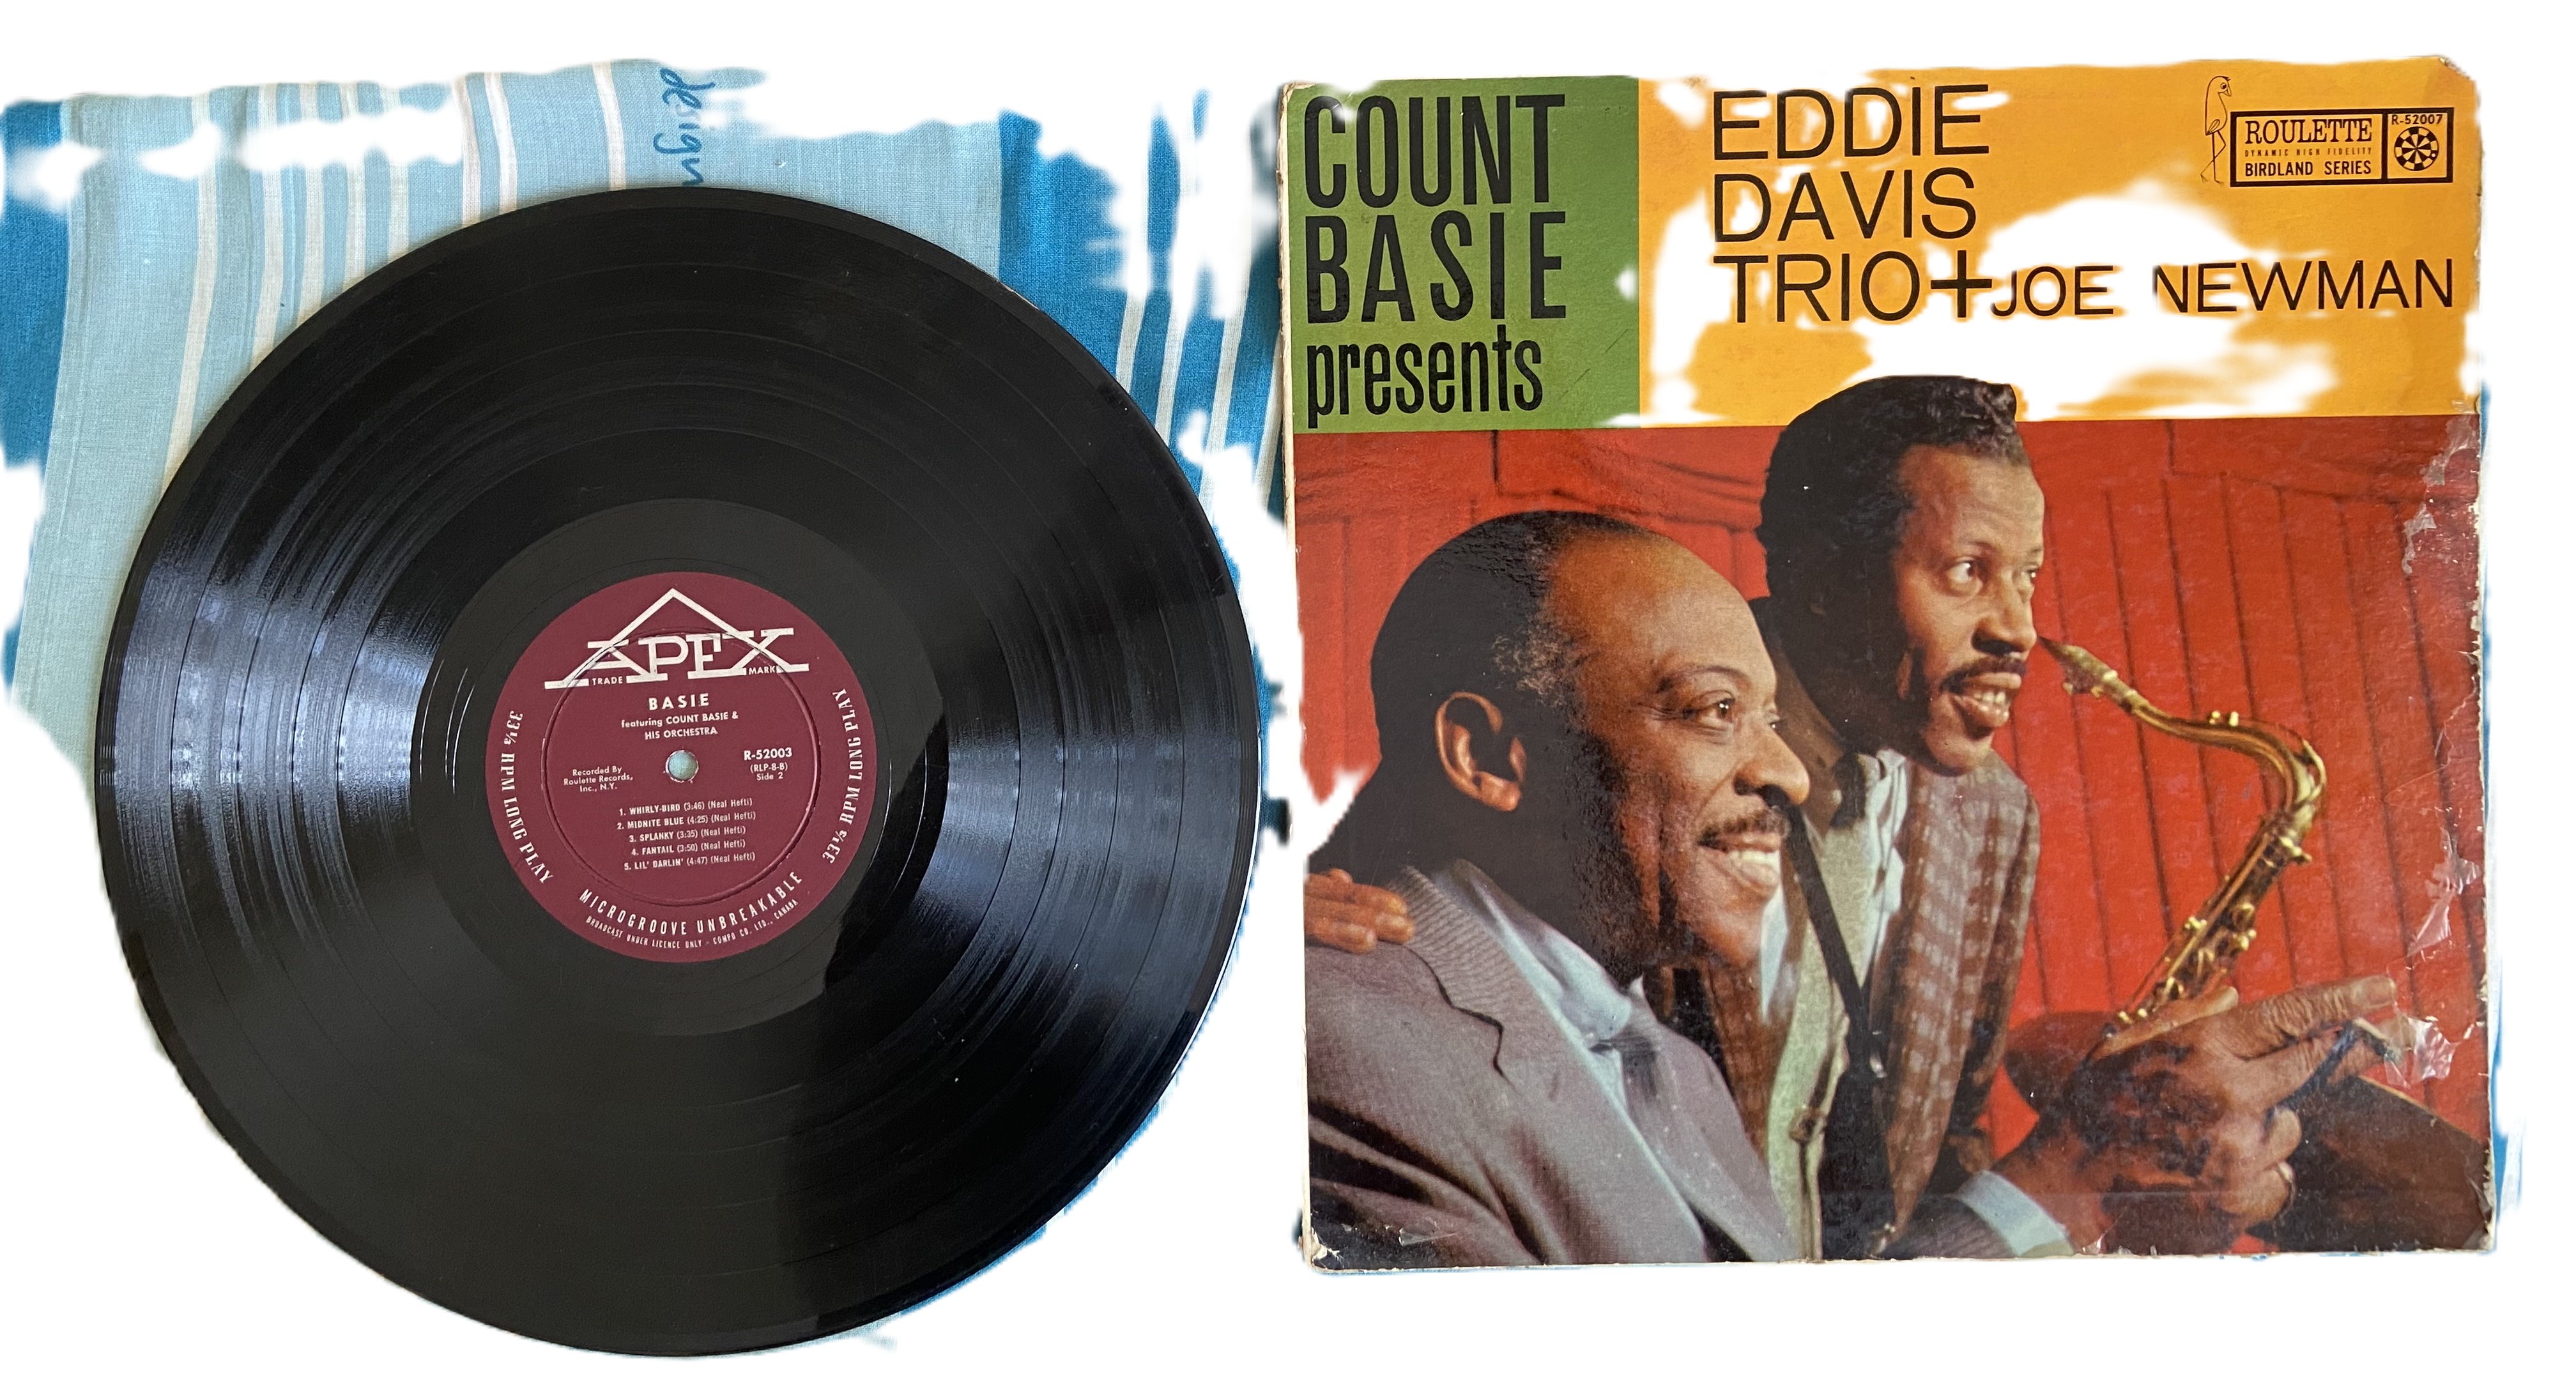 design
APEX
TRADE MARK
BASIE
featuring COUNT BASIE &
HIS ORCHESTRA
R-52003
(RLP-8-B)
Side 2
Recorded By
Roulette Records,
Inc., N.Y.
1. WHIRLY-BIRD (3:46) (Neal Hefti)
2. MIDNITE BLUE (4:25) (Neal Hefti)
3. SPLANKY (3:35) (Neal Hefti)
4. FANTAIL (3:50) (Neal Hefti)
5. LIL' DARLIN' (4:47) (Neal Hefti)
33⅓ RPM LONG PLAY
33⅓ RPM LONG PLAY
MICROGROOVE UNBREAKABLE
BROADCAST UNDER LICENCE ONLY - COMPO CO. LTD., CANADA
COUNT
BASIE
presents
EDDIE
DAVIS
TRIO+JOE NEWMAN
ROULETTE
DYNAMIC HIGH FIDELITY
BIRDLAND SERIES
R-52007